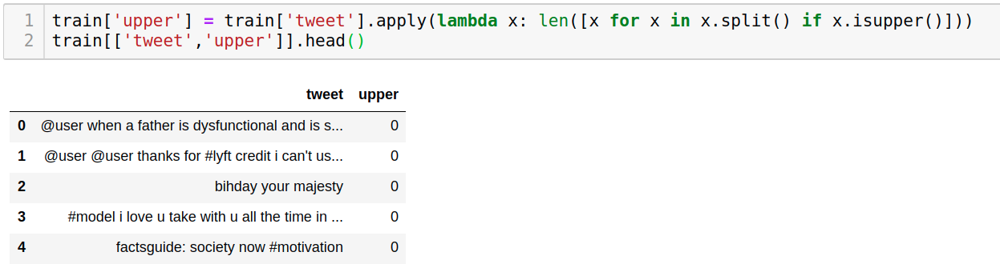 1 train['upper'] = train['tweet'].apply(lambda x: len([x for x in x.split() if x.isupper()]))
2 train[['tweet','upper']].head()
tweet upper
0 @user when a father is dysfunctional and is s... 0
1 @user @user thanks for #lyft credit i can't us... 0
2 bihday your majesty 0
3 #model i love u take with u all the time in ... 0
4 factsguide: society now #motivation 0